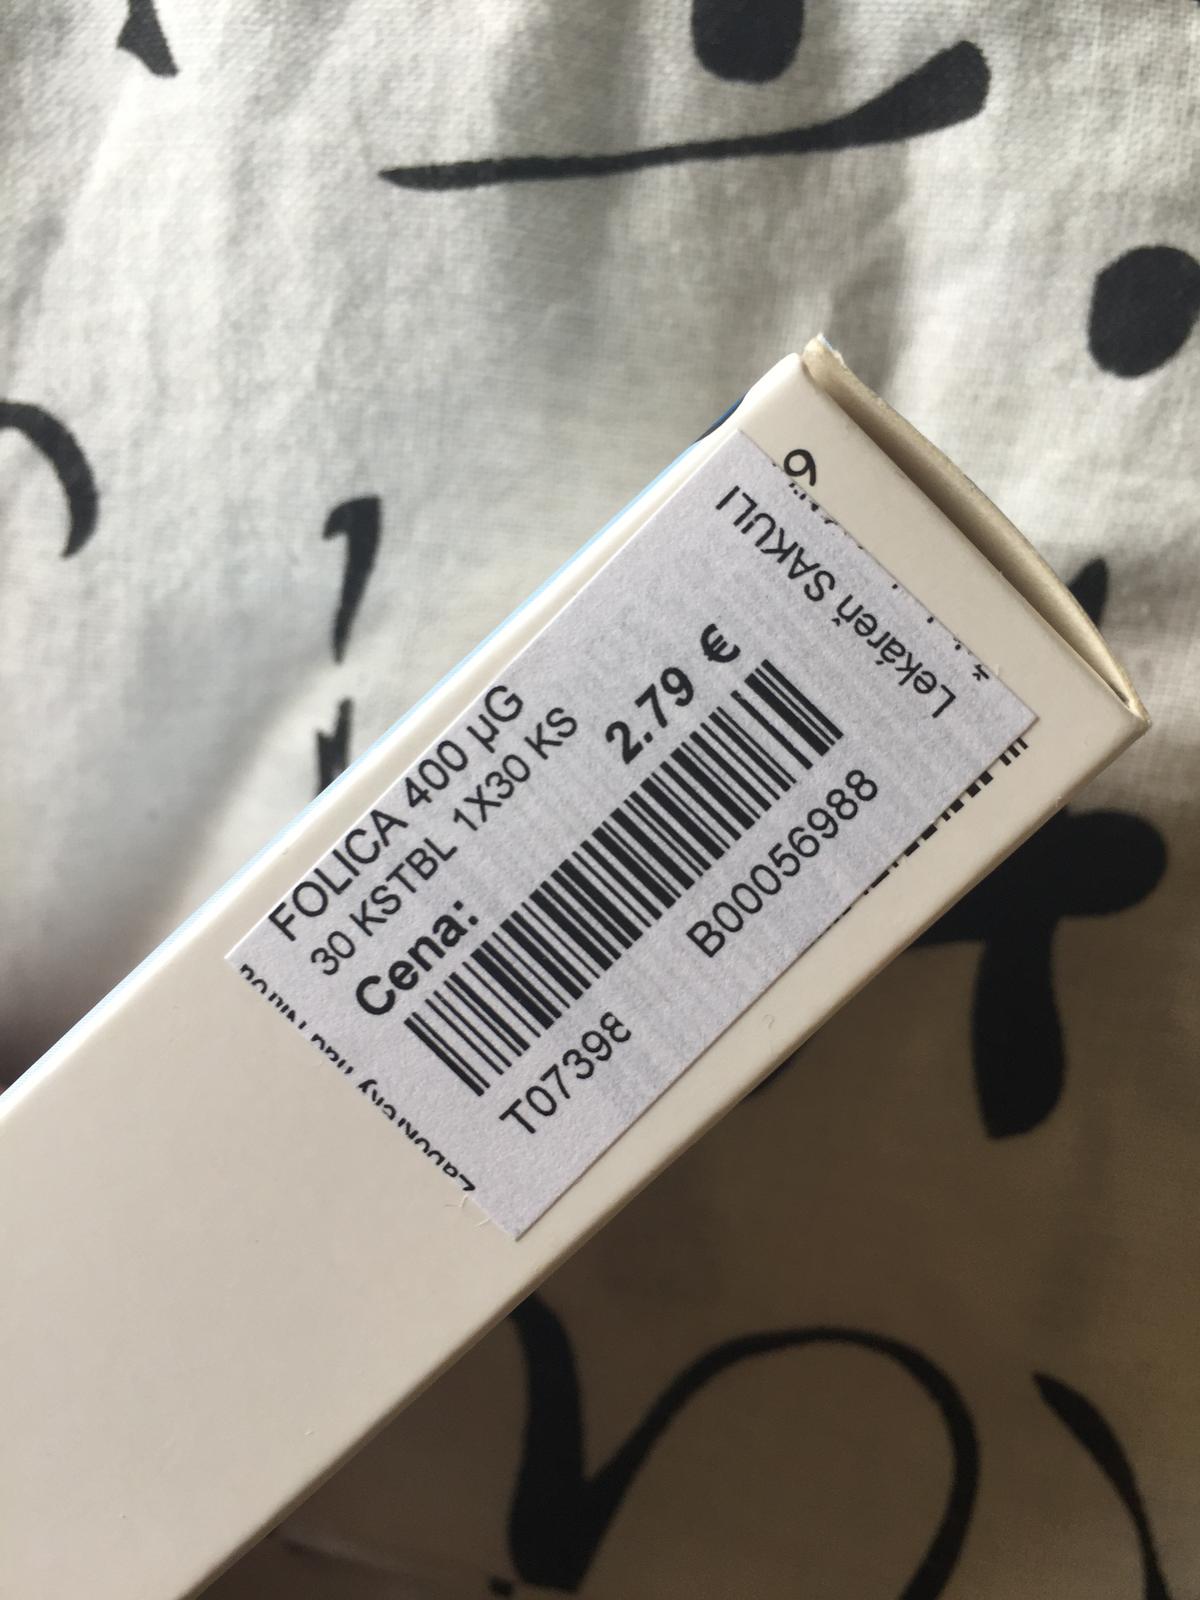 FOLICA 400 µG
30 KSTBL 1X30 KS
Cena: 2.79 €
T07398
B00056988
Lekáreň SAKULI